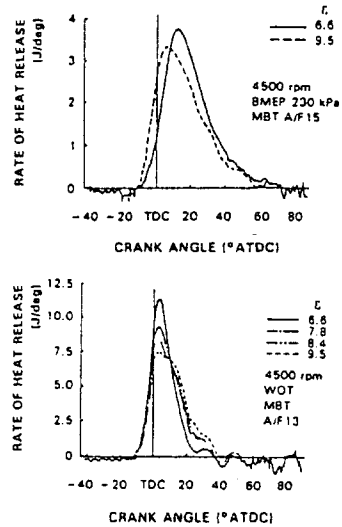 RATE OF HEAT RELEASE
(J/deg)
4
3
2
1
0
-40 -20 TDC 20 40 60 80
CRANK ANGLE (°ATDC)
ε
6.6
9.5
4500 rpm
BMEP 230 kPa
MBT A/F15
RATE OF HEAT RELEASE
(J/deg)
12.5
10.0
7.5
5.0
2.5
0
-40 -20 TDC 20 40 60 80
CRANK ANGLE (°ATDC)
ε
6.6
7.8
8.4
9.5
4500 rpm
WOT
MBT
A/F13